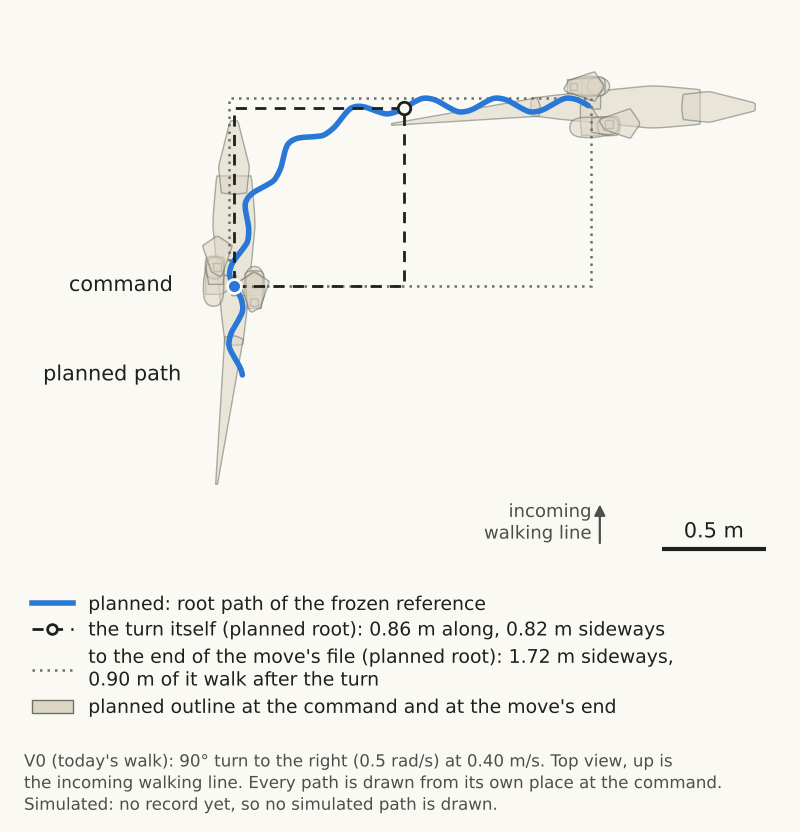 command
planned path
incoming
walking line
0.5 m
planned: root path of the frozen reference
the turn itself (planned root): 0.86 m along, 0.82 m sideways
to the end of the move's file (planned root): 1.72 m sideways,
0.90 m of it walk after the turn
planned outline at the command and at the move's end
V0 (today's walk): 90° turn to the right (0.5 rad/s) at 0.40 m/s. Top view, up is
the incoming walking line. Every path is drawn from its own place at the command.
Simulated: no record yet, so no simulated path is drawn.